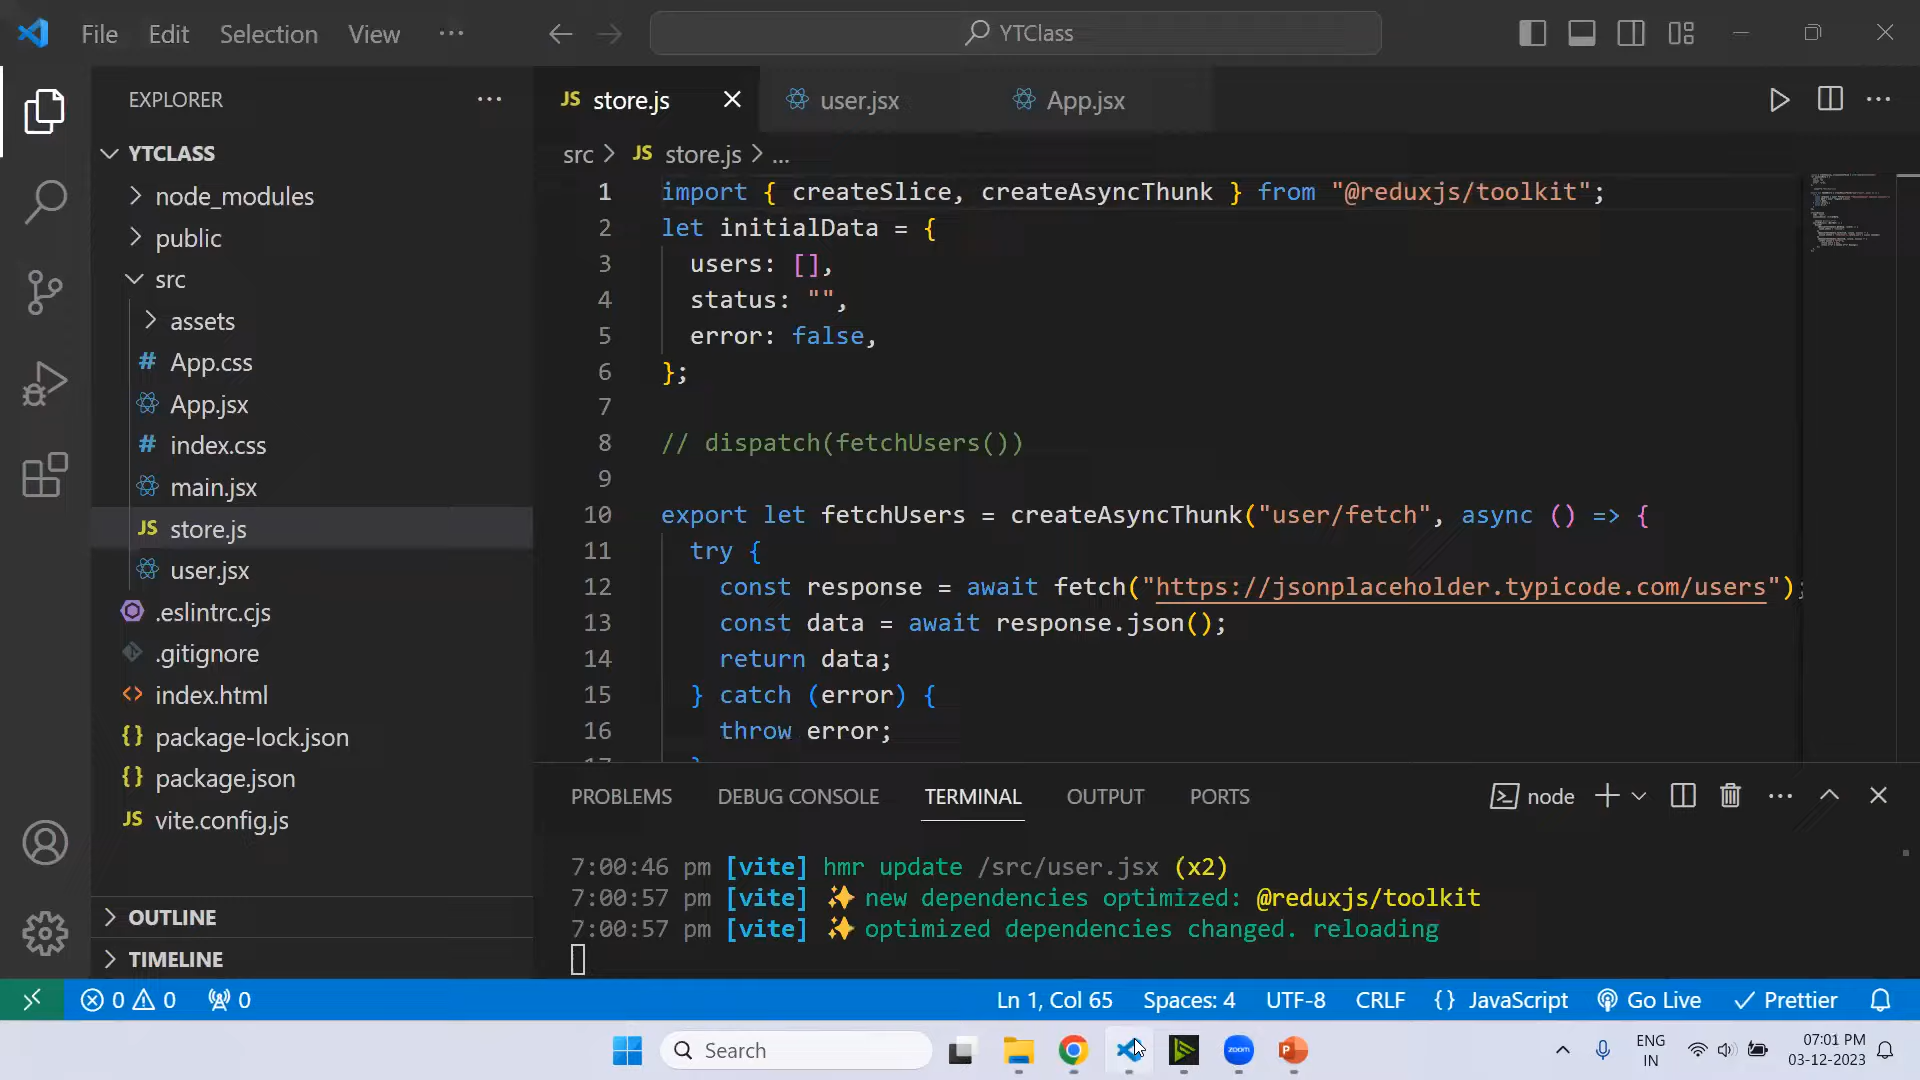 File Edit Selection View ···
YTClass
EXPLORER
YTCLASS
node_modules
public
src
assets
# App.css
App.jsx
# index.css
main.jsx
JS store.js
user.jsx
.eslintrc.cjs
.gitignore
<> index.html
{} package-lock.json
{} package.json
JS vite.config.js
OUTLINE
TIMELINE
JS store.js
user.jsx
App.jsx
src > JS store.js > ...
1 import { createSlice, createAsyncThunk } from "@reduxjs/toolkit";
2 let initialData = {
3 users: [],
4 status: "",
5 error: false,
6 };
7
8 // dispatch(fetchUsers())
9
10 export let fetchUsers = createAsyncThunk("user/fetch", async () => {
11 try {
12 const response = await fetch("https://jsonplaceholder.typicode.com/users");
13 const data = await response.json();
14 return data;
15 } catch (error) {
16 throw error;
PROBLEMS DEBUG CONSOLE TERMINAL OUTPUT PORTS
node
7:00:46 pm [vite] hmr update /src/user.jsx (x2)
7:00:57 pm [vite] ✨ new dependencies optimized: @reduxjs/toolkit
7:00:57 pm [vite] ✨ optimized dependencies changed. reloading
0 0 0
Ln 1, Col 65 Spaces: 4 UTF-8 CRLF {} JavaScript Go Live Prettier
Search
zoom
ENG
IN
07:01 PM
03-12-2023